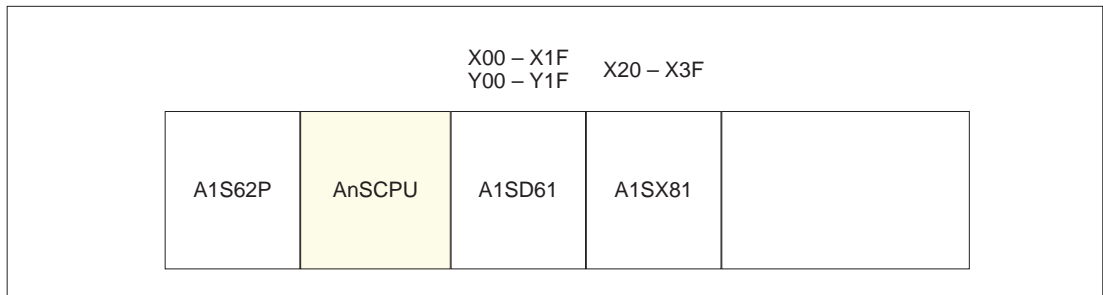 X00 – X1F
Y00 – Y1F
X20 – X3F
A1S62P
AnSCPU
A1SD61
A1SX81